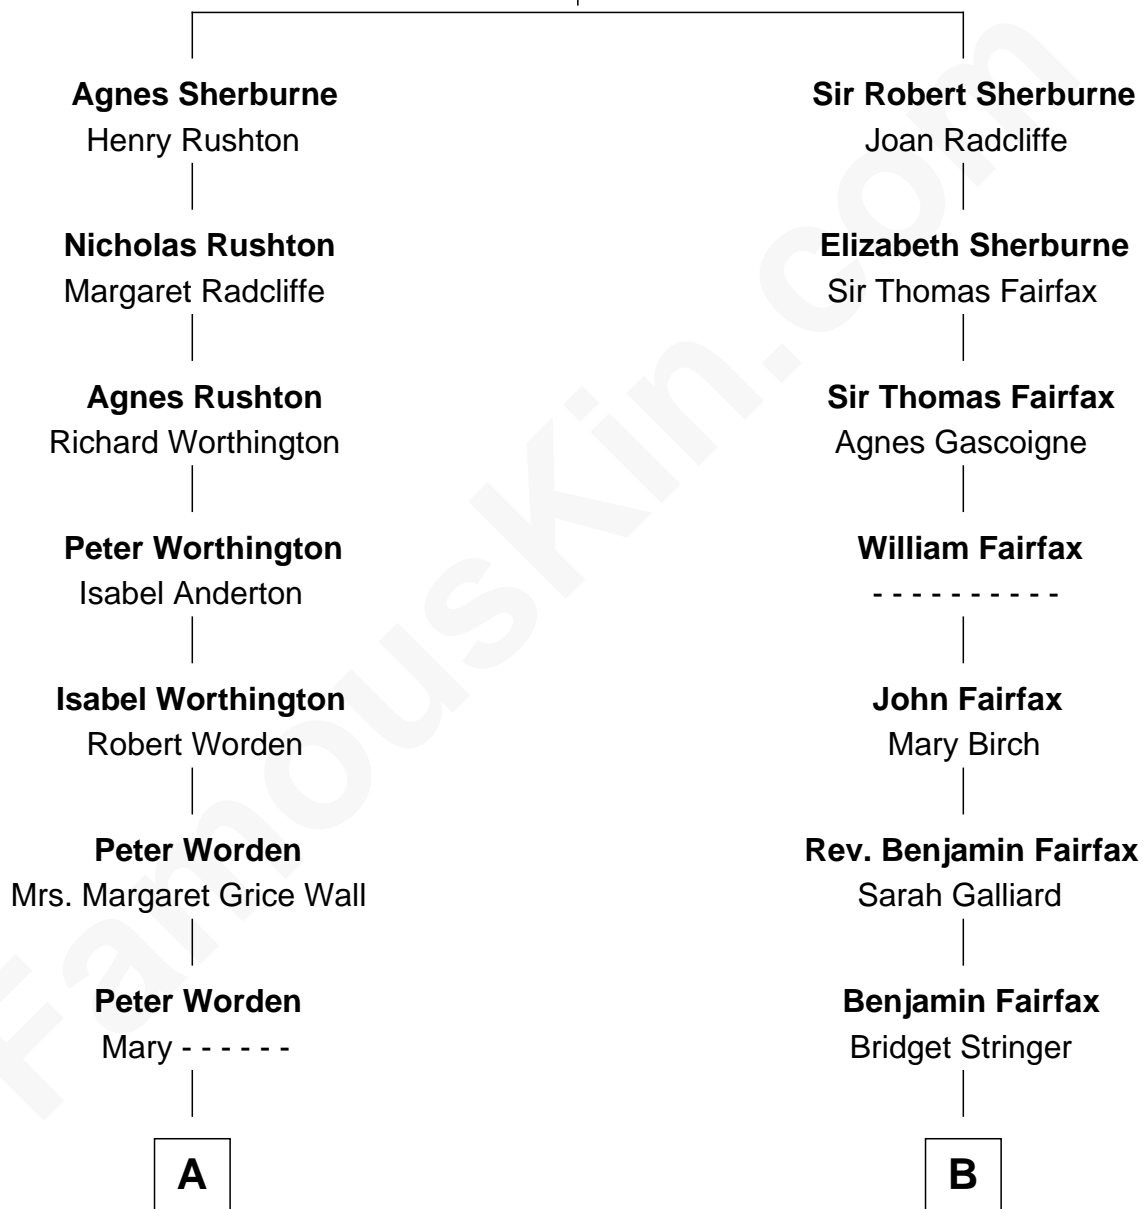 Agnes Sherburne
Henry Rushton
Sir Robert Sherburne
Joan Radcliffe
Nicholas Rushton
Margaret Radcliffe
Elizabeth Sherburne
Sir Thomas Fairfax
Agnes Rushton
Richard Worthington
Sir Thomas Fairfax
Agnes Gascoigne
Peter Worthington
Isabel Anderton
William Fairfax
- - - - - - - - - -
Isabel Worthington
Robert Worden
John Fairfax
Mary Birch
Peter Worden
Mrs. Margaret Grice Wall
Rev. Benjamin Fairfax
Sarah Galliard
Peter Worden
Mary - - - - - -
Benjamin Fairfax
Bridget Stringer
A
B
FamousKin.com